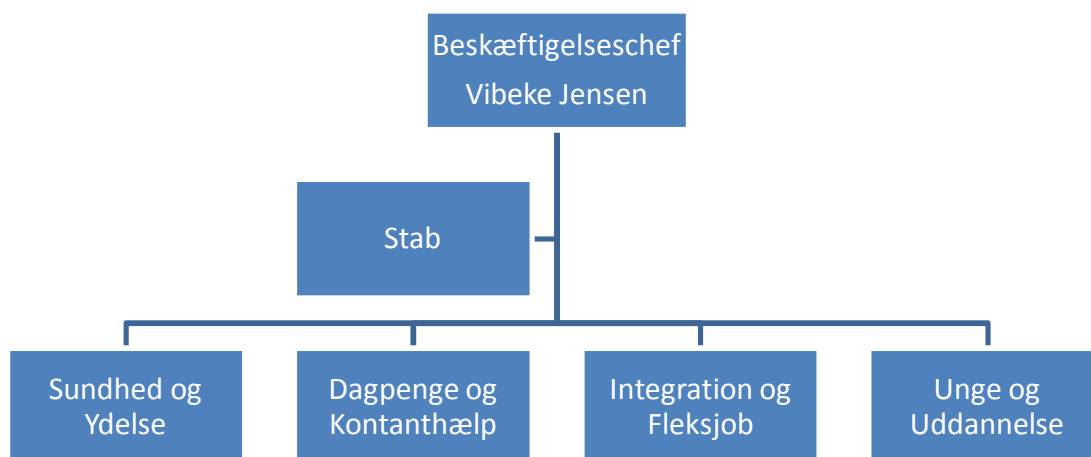 Beskæftigelseschef
Vibeke Jensen
Stab
Sundhed og
Ydelse
Dagpenge og
Kontanthælp
Integration og
Fleksjob
Unge og
Uddannelse